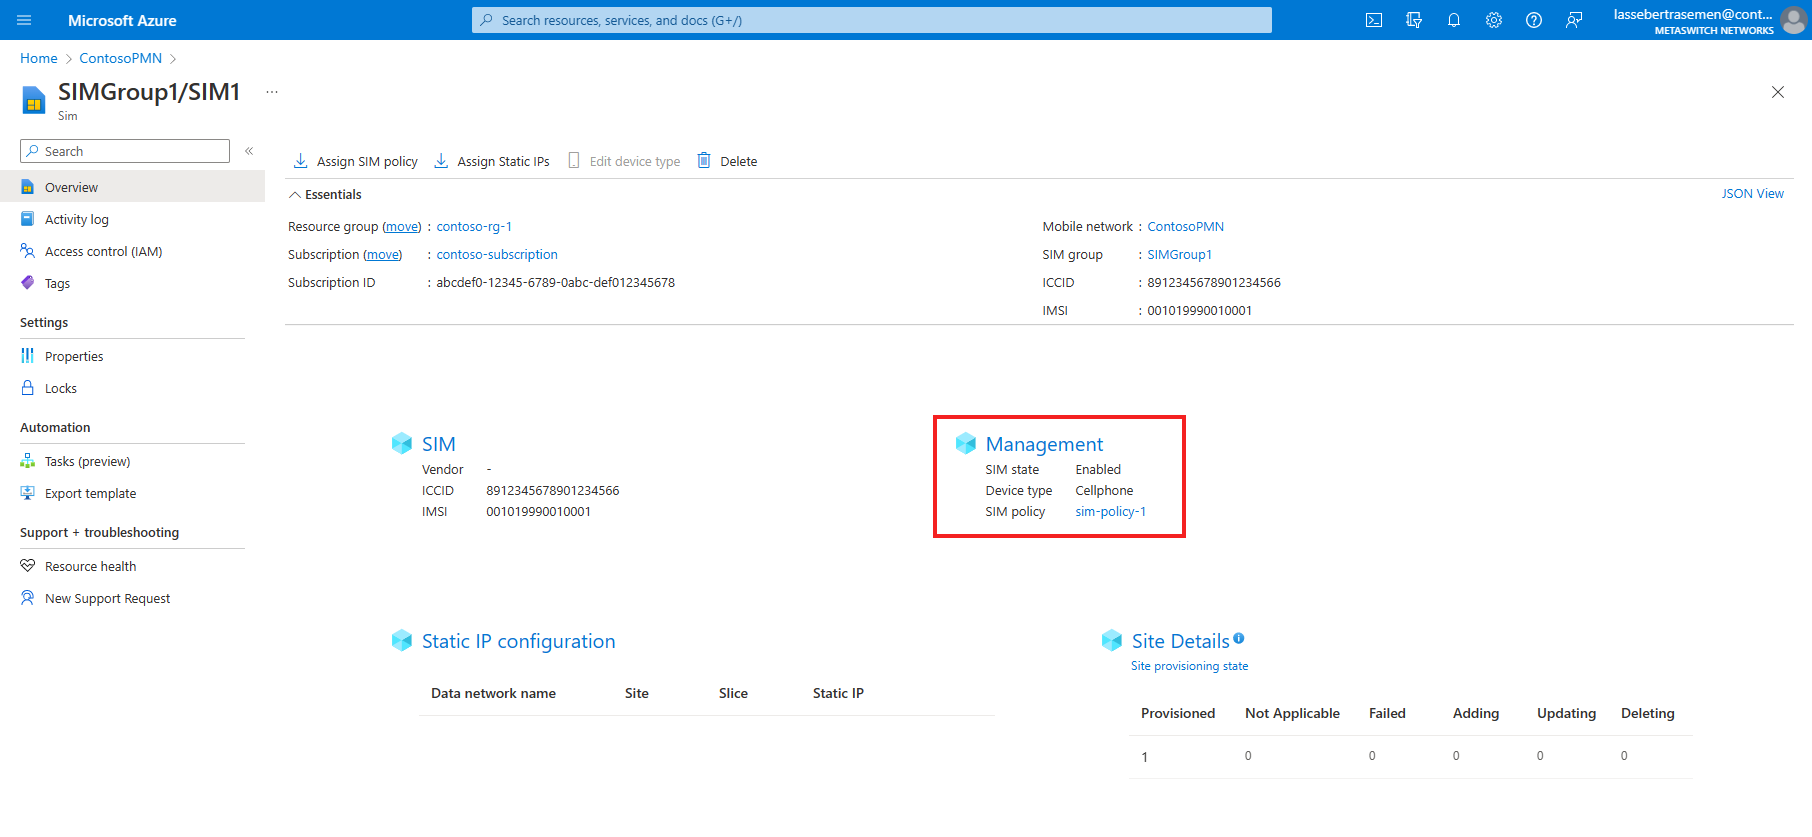 Microsoft Azure
Search resources, services, and docs (G+/)
lassebertrasemen@cont...
METASWITCH NETWORKS
Home > ContosoPMN >
SIMGroup1/SIM1 ...
Sim
Search «
Overview
Activity log
Access control (IAM)
Tags
Settings
Properties
Locks
Automation
Tasks (preview)
Export template
Support + troubleshooting
Resource health
New Support Request
Assign SIM policy Assign Static IPs Edit device type Delete
Essentials
JSON View
Resource group (move) : contoso-rg-1
Subscription (move) : contoso-subscription
Subscription ID : abcdef0-12345-6789-0abc-def012345678
Mobile network : ContosoPMN
SIM group : SIMGroup1
ICCID : 8912345678901234566
IMSI : 001019990010001
SIM
Vendor -
ICCID 8912345678901234566
IMSI 001019990010001
Management
SIM state Enabled
Device type Cellphone
SIM policy sim-policy-1
Static IP configuration
Data network name Site Slice Static IP
Site Details
Site provisioning state
Provisioned Not Applicable Failed Adding Updating Deleting
1 0 0 0 0 0